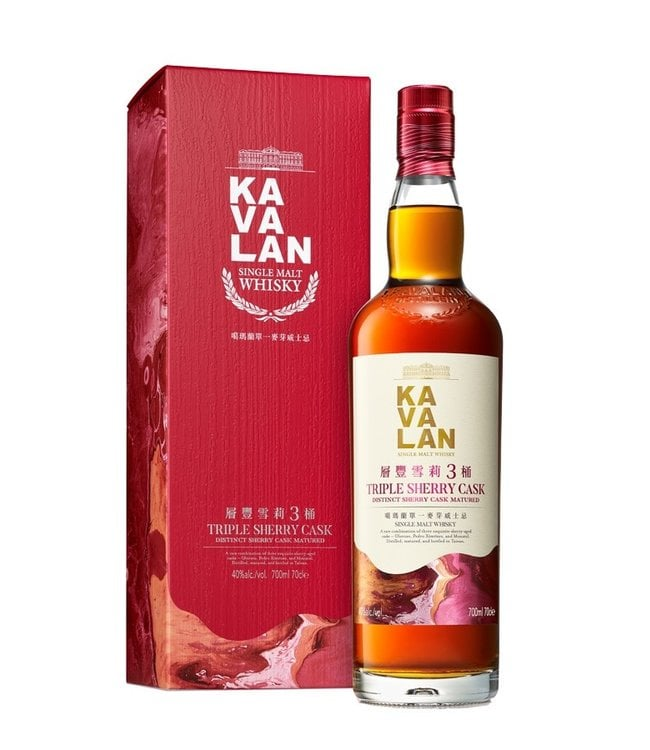 KA
VA
LAN
SINGLE MALT
WHISKY
噶瑪蘭單一麥芽威士忌
層豐雪莉3桶
TRIPLE SHERRY CASK
DISTINCT SHERRY CASK MATURED
A rare combination of three exquisite sherry-aged
casks – Oloroso, Pedro Ximénez, and Moscatel.
Distilled, matured, and bottled in Taiwan.
40%alc./vol. 700ml 70cl℮
KA
VA
LAN
SINGLE MALT WHISKY
層豐雪莉3桶
TRIPLE SHERRY CASK
DISTINCT SHERRY CASK MATURED
噶瑪蘭單一麥芽威士忌
SINGLE MALT WHISKY
A rare combination of three exquisite sherry-aged
casks – Oloroso, Pedro Ximénez, and Moscatel.
Distilled, matured, and bottled in Taiwan.
40%alc./vol. 700ml 70cl℮